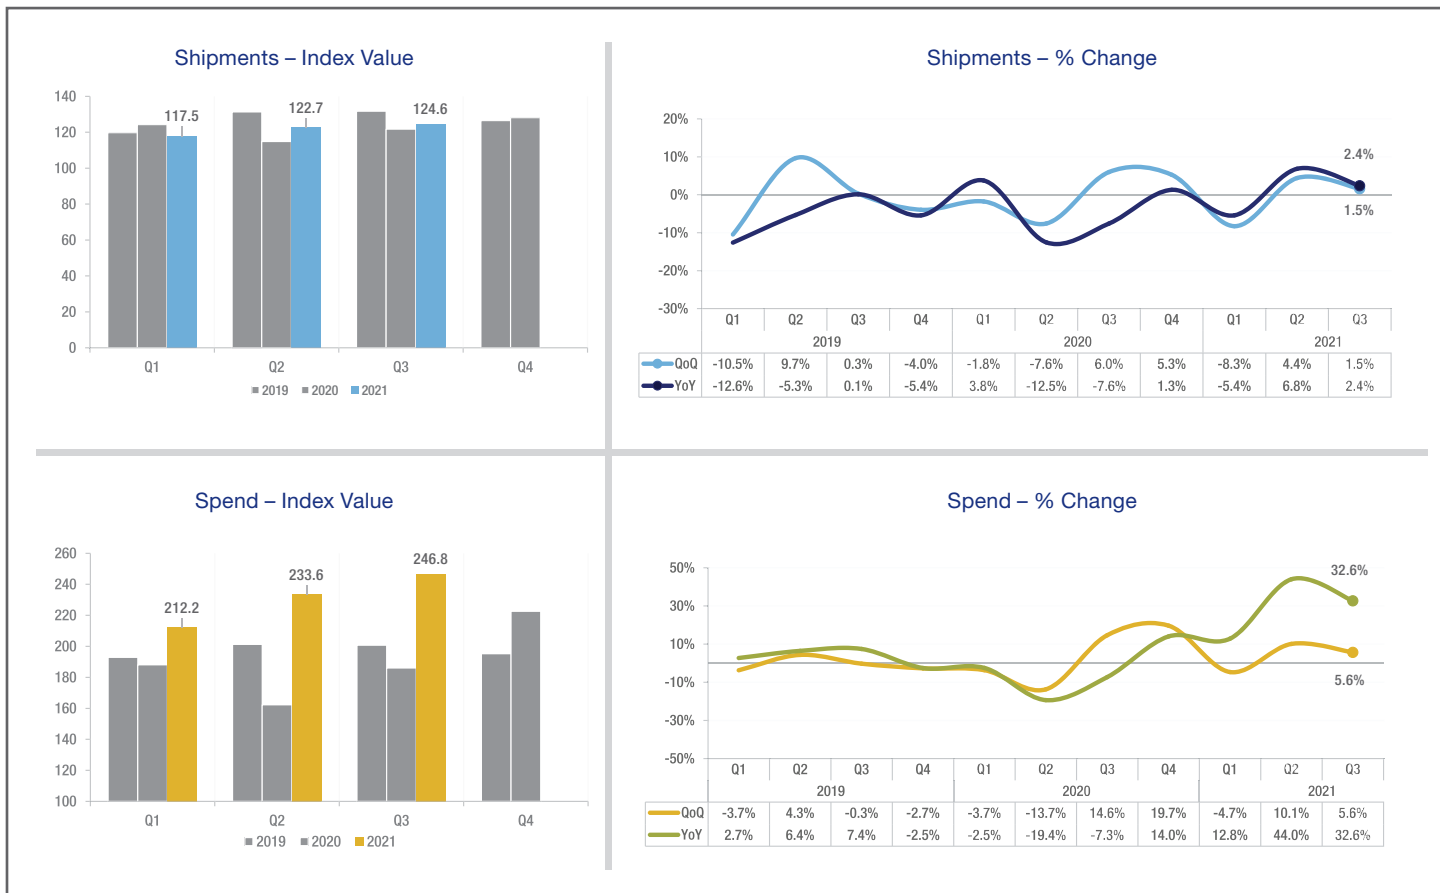 Shipments – Index Value
140
120
100
80
60
40
20
0
117.5
122.7
124.6
Q1 Q2 Q3 Q4
2019 2020 2021
Shipments – % Change
20%
10%
0%
-10%
-20%
-30%
2.4%
1.5%
Q1 Q2 Q3 Q4 Q1 Q2 Q3 Q4 Q1 Q2 Q3
2019 2020 2021
QoQ -10.5% 9.7% 0.3% -4.0% -1.8% -7.6% 6.0% 5.3% -8.3% 4.4% 1.5%
YoY -12.6% -5.3% 0.1% -5.4% 3.8% -12.5% -7.6% 1.3% -5.4% 6.8% 2.4%
Spend – Index Value
260
240
220
200
180
160
140
120
100
212.2
233.6
246.8
Q1 Q2 Q3 Q4
2019 2020 2021
Spend – % Change
50%
30%
10%
-10%
-30%
-50%
32.6%
5.6%
Q1 Q2 Q3 Q4 Q1 Q2 Q3 Q4 Q1 Q2 Q3
2019 2020 2021
QoQ -3.7% 4.3% -0.3% -2.7% -3.7% -13.7% 14.6% 19.7% -4.7% 10.1% 5.6%
YoY 2.7% 6.4% 7.4% -2.5% -2.5% -19.4% -7.3% 14.0% 12.8% 44.0% 32.6%